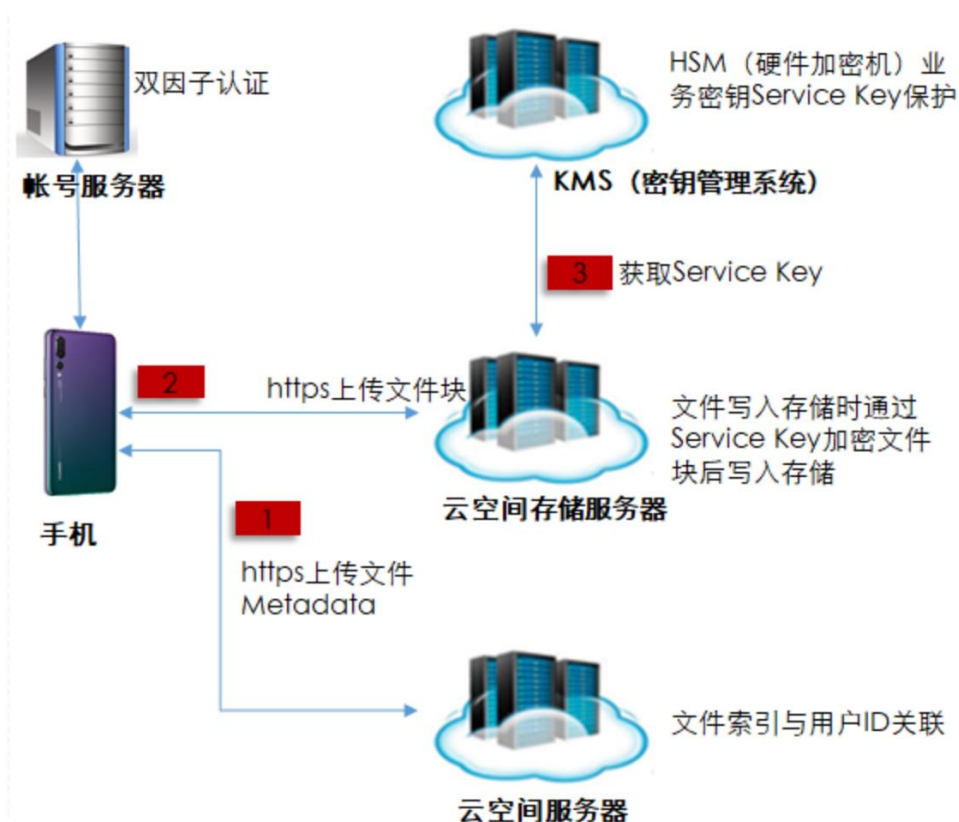 双因子认证
帐号服务器
HSM（硬件加密机）业
务密钥Service Key保护
KMS（密钥管理系统）
3
获取Service Key
2
https上传文件块
文件写入存储时通过
Service Key加密文件
块后写入存储
云空间存储服务器
手机
1
https上传文件
Metadata
文件索引与用户ID关联
云空间服务器